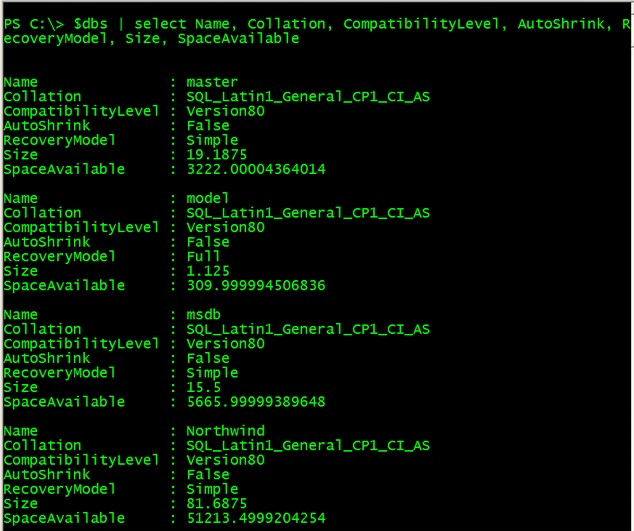 PS C:\> $dbs | select Name, Collation, CompatibilityLevel, AutoShrink, R
ecoveryModel, Size, SpaceAvailable
Name : master
Collation : SQL_Latin1_General_CP1_CI_AS
CompatibilityLevel : Version80
AutoShrink : False
RecoveryModel : Simple
Size : 19.1875
SpaceAvailable : 3222.00004364014
Name : model
Collation : SQL_Latin1_General_CP1_CI_AS
CompatibilityLevel : Version80
AutoShrink : False
RecoveryModel : Full
Size : 1.125
SpaceAvailable : 309.999994506836
Name : msdb
Collation : SQL_Latin1_General_CP1_CI_AS
CompatibilityLevel : Version80
AutoShrink : False
RecoveryModel : Simple
Size : 15.5
SpaceAvailable : 5665.99999389648
Name : Northwind
Collation : SQL_Latin1_General_CP1_CI_AS
CompatibilityLevel : Version80
AutoShrink : False
RecoveryModel : Simple
Size : 81.6875
SpaceAvailable : 51213.4999204254